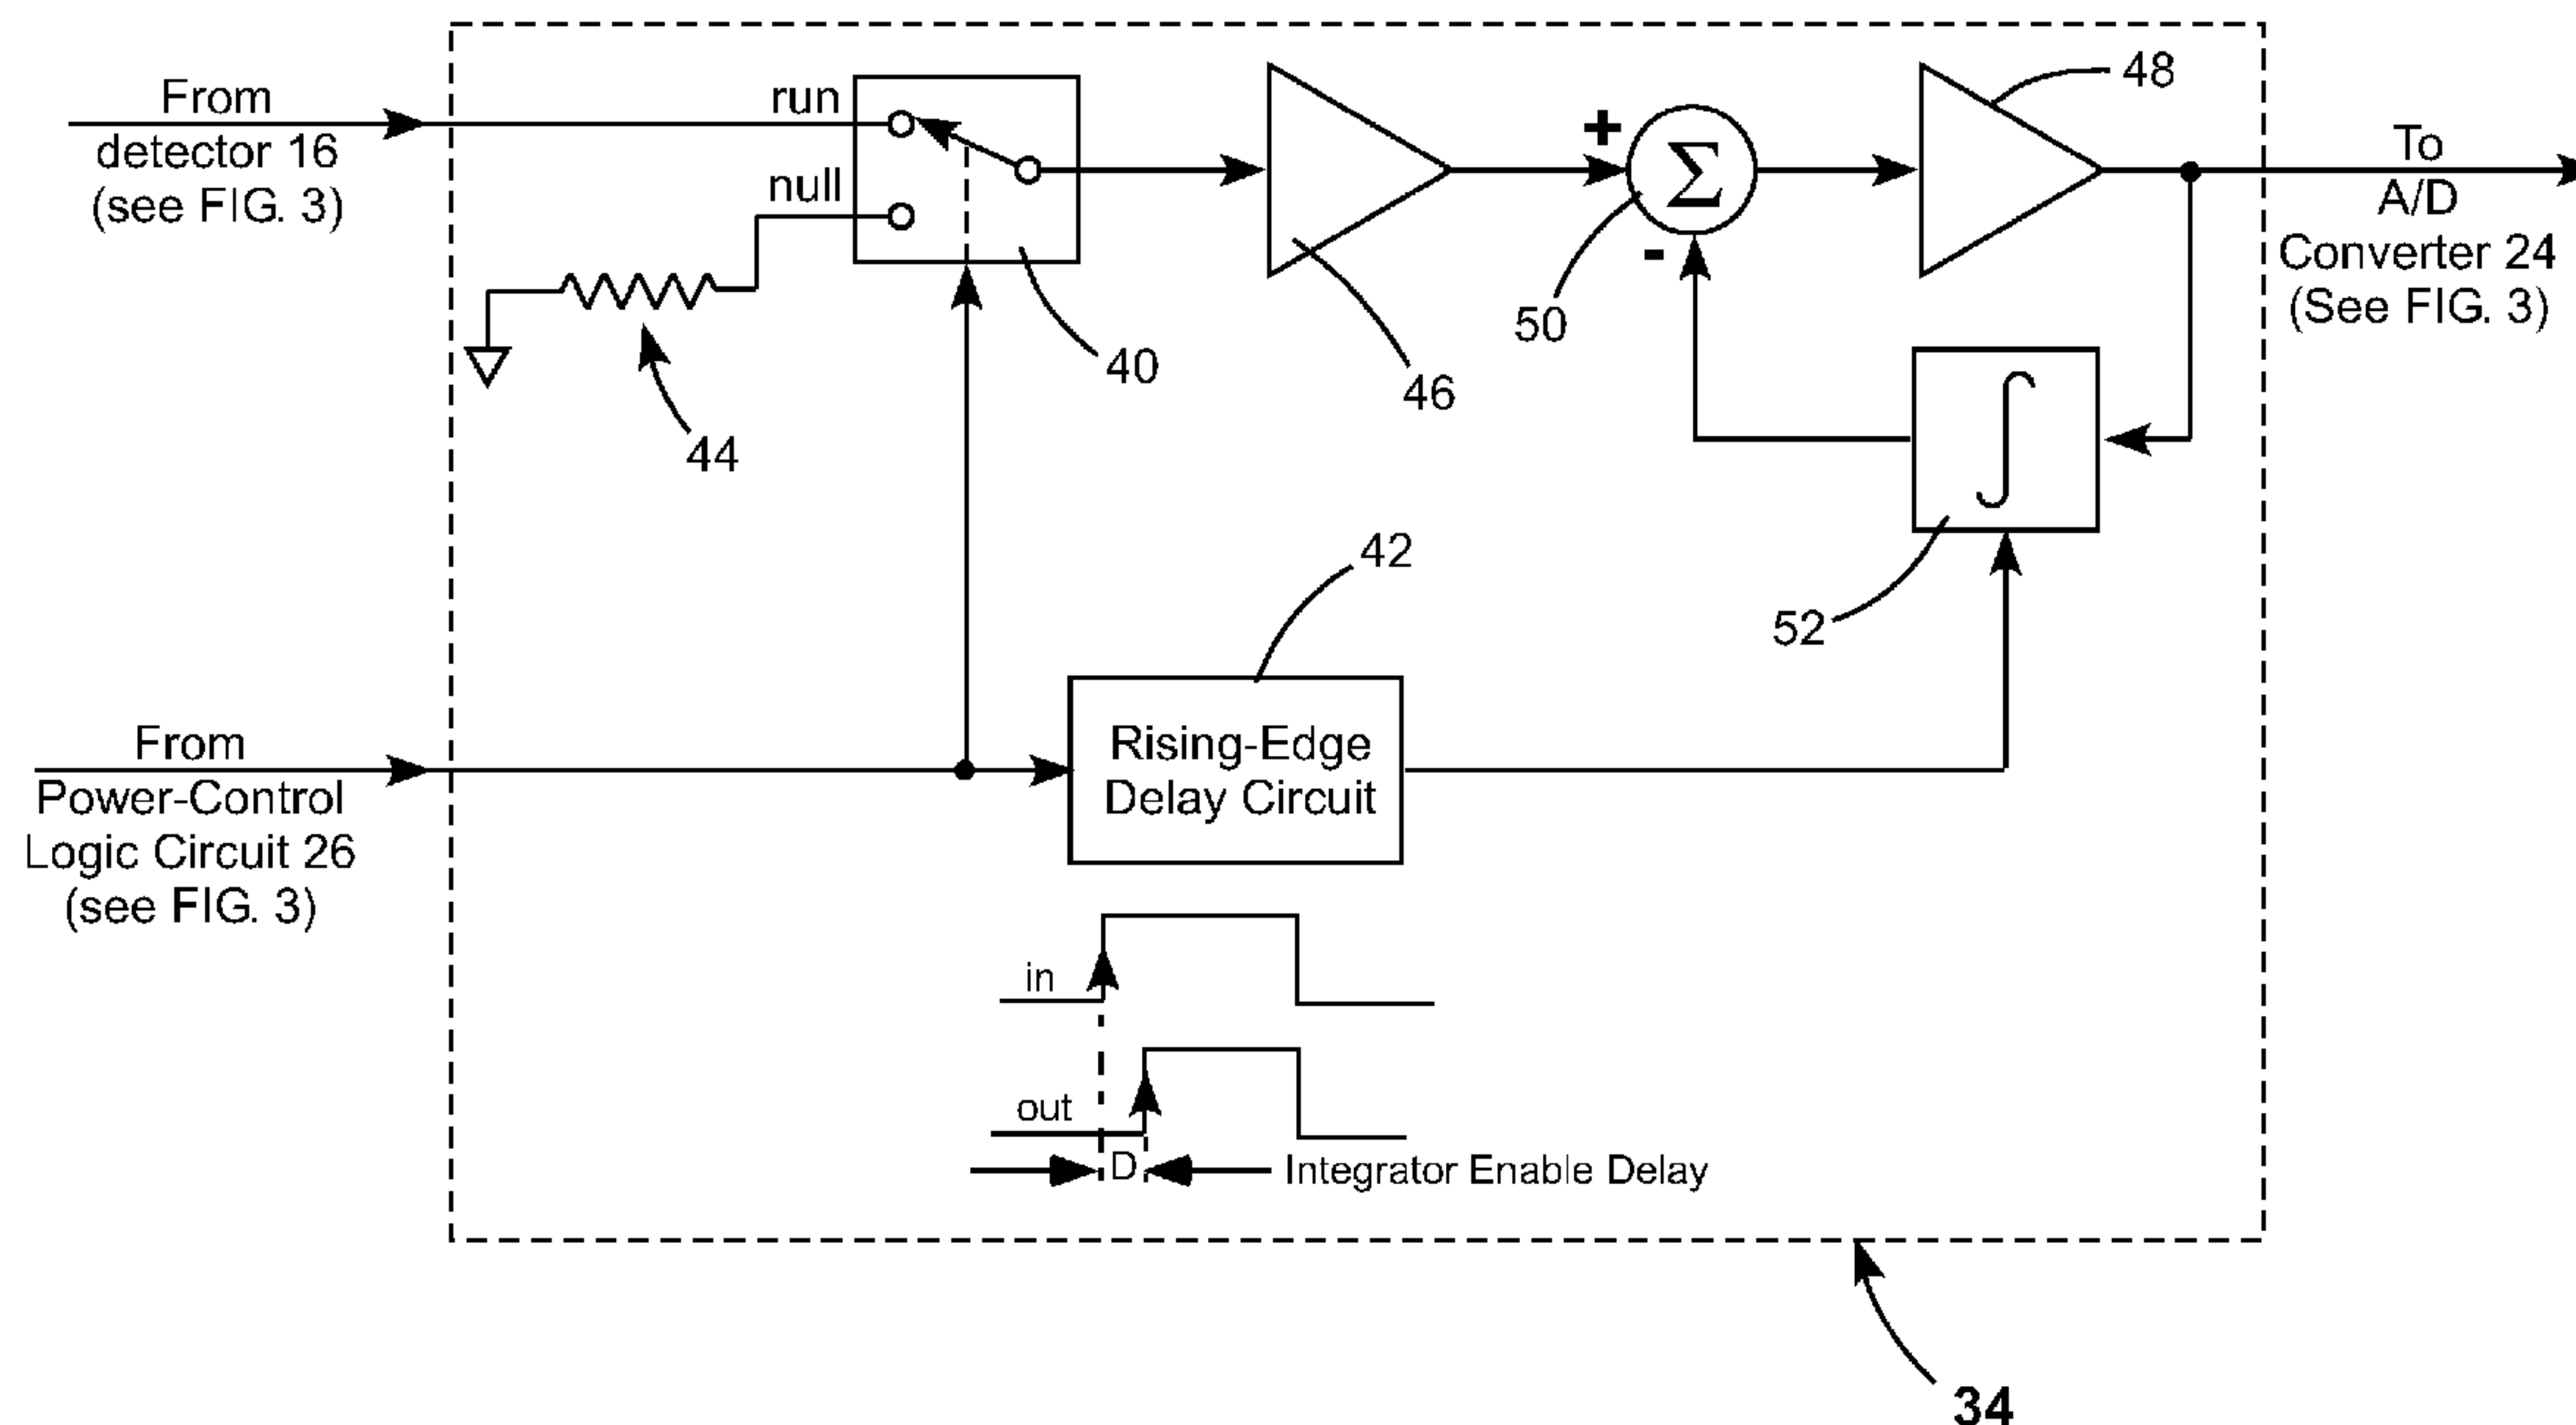 From
detector 16
(see FIG. 3)
run
null
44
40
46
+
-
Σ
50
48
∫
52
To
A/D
Converter 24
(See FIG. 3)
From
Power-Control
Logic Circuit 26
(see FIG. 3)
42
Rising-Edge
Delay Circuit
in
out
D
Integrator Enable Delay
34